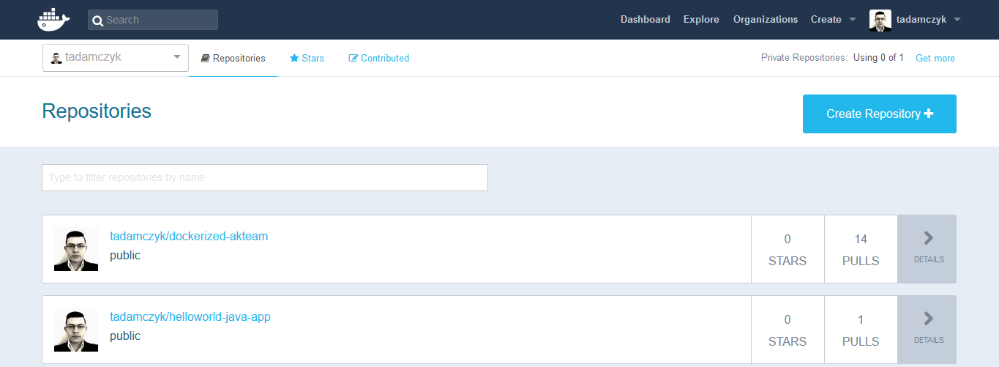 Search
Dashboard Explore Organizations Create tadamczyk
tadamczyk Repositories Stars Contributed Private Repositories: Using 0 of 1 Get more
Repositories
Create Repository
Type to filter repositories by name
tadamczyk/dockerized-akteam
public
0
STARS
14
PULLS
DETAILS
tadamczyk/helloworld-java-app
public
0
STARS
1
PULLS
DETAILS